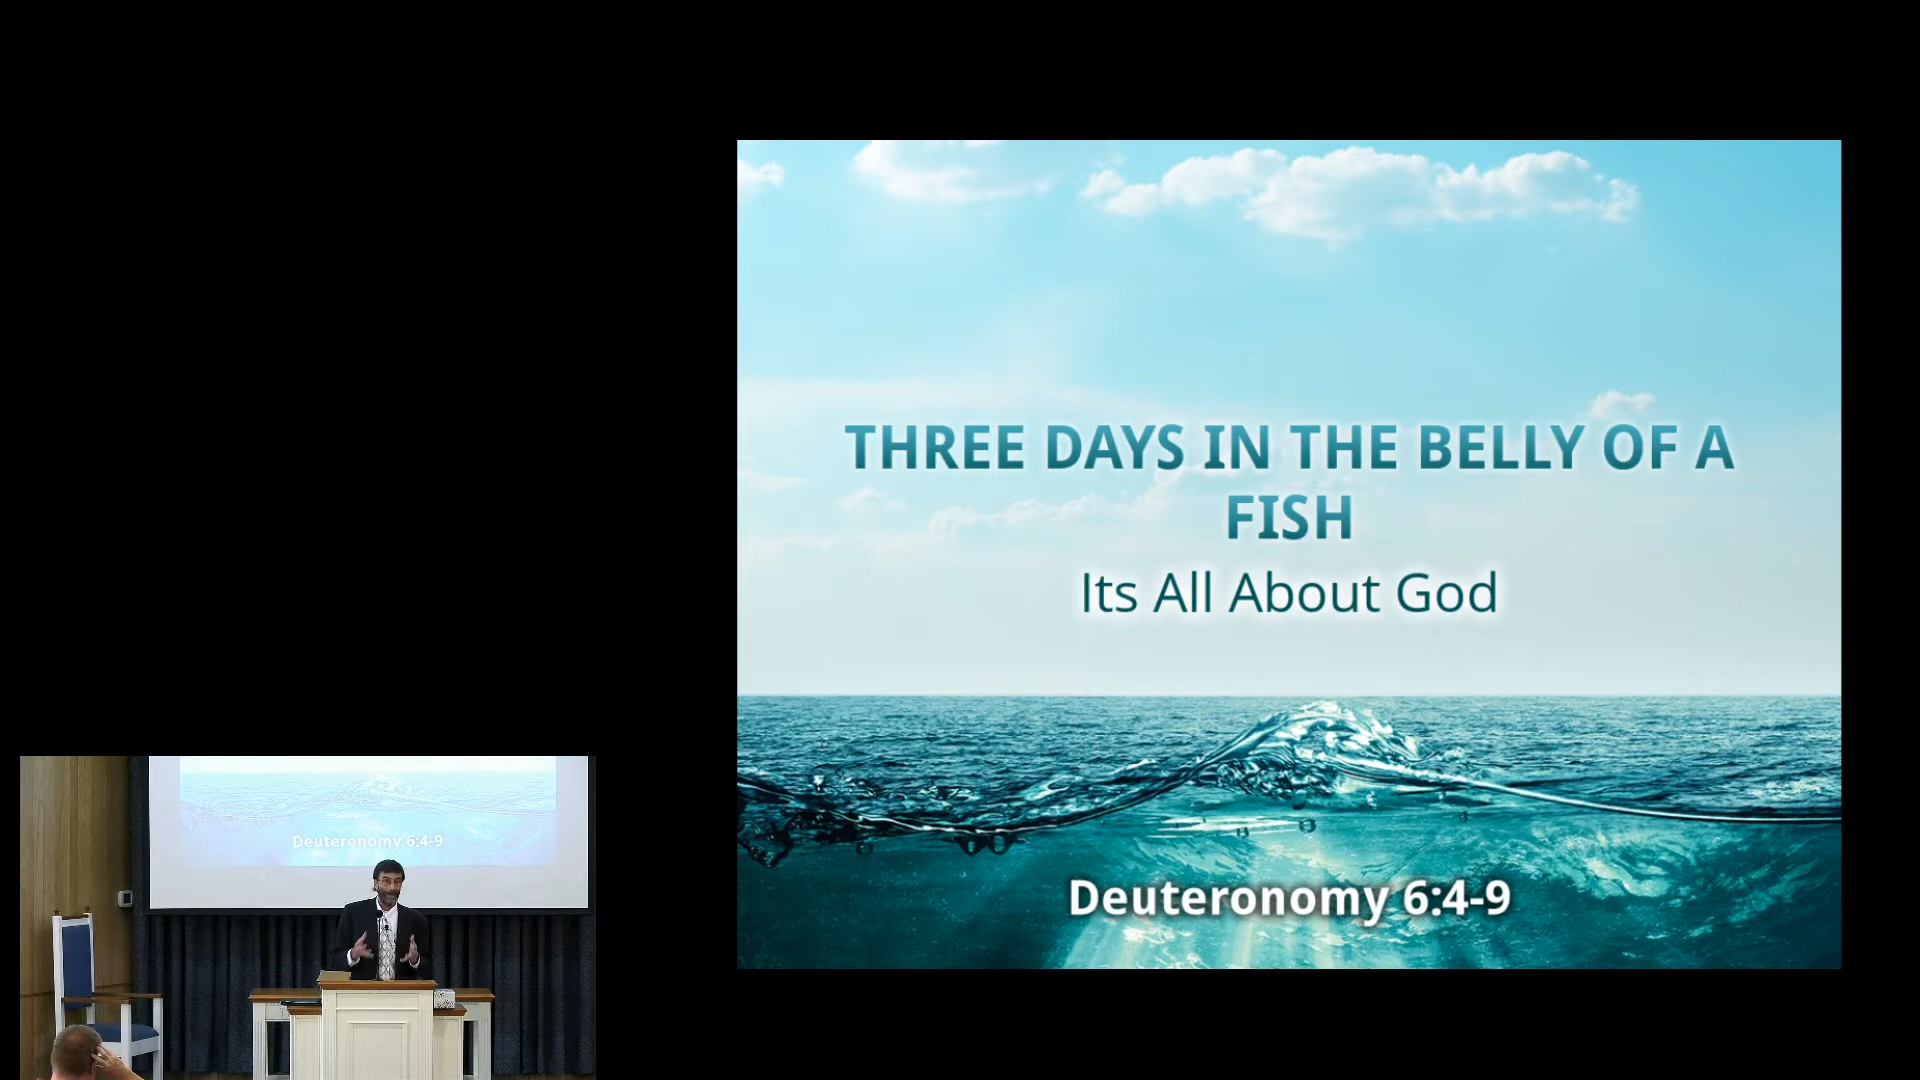 THREE DAYS IN THE BELLY OF A
FISH
Its All About God
Deuteronomy 6:4-9
Deuteronomy 6:4-9